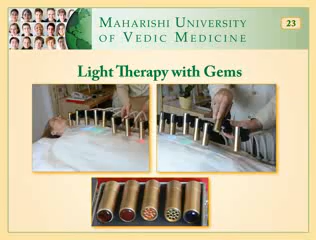 MAHARISHI UNIVERSITY
OF VEDIC MEDICINE
23
Light Therapy with Gems